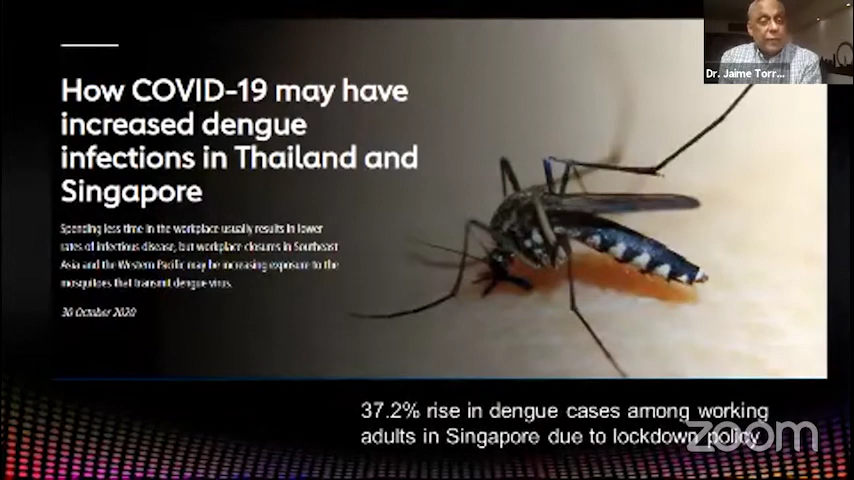 Dr. Jaime Torr...
How COVID-19 may have
increased dengue
infections in Thailand and
Singapore
Spending less time in the workplace usually results in lower
rates of infectious disease, but workplace closures in Southeast
Asia and the Western Pacific may be increasing exposure to the
mosquitoes that transmit dengue virus.
30 October 2020
37.2% rise in dengue cases among working
adults in Singapore due to lockdown policy
zoom